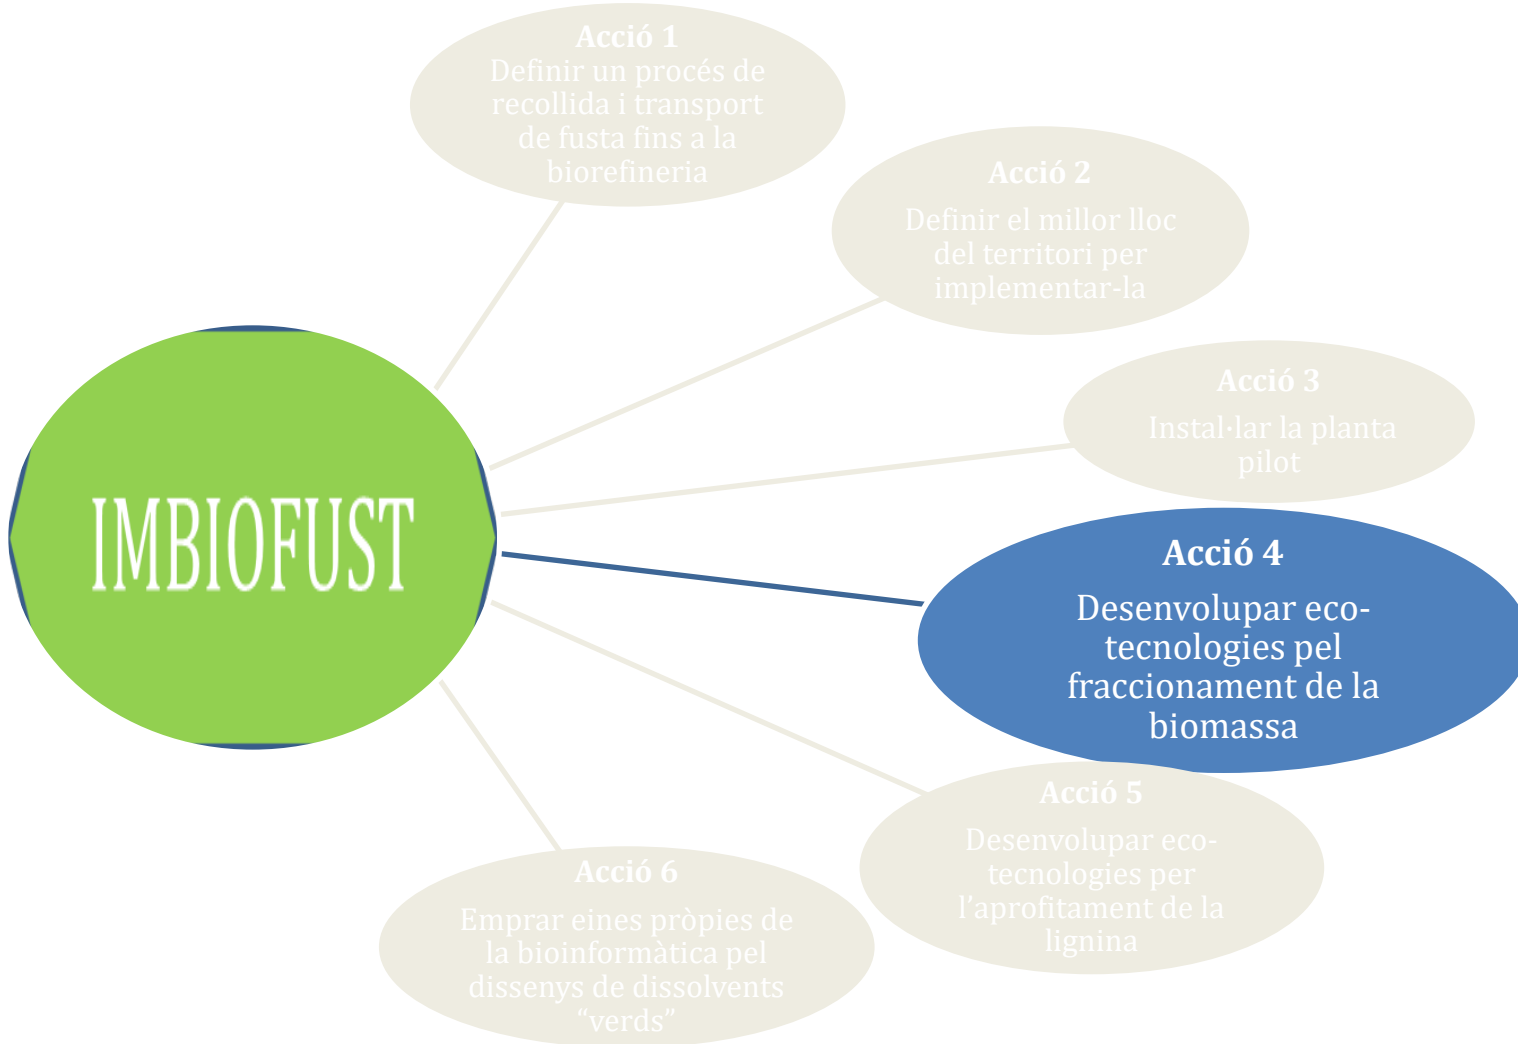 Acció 1
Definir un procés de
recollida i transport
de fusta fins a la
biorefineria
Acció 2
Definir el millor lloc
del territori per
implementar-la
Acció 3
Instal·lar la planta
pilot
IMBIOFUST
Acció 4
Desenvolupar eco-
tecnologies pel
fraccionament de la
biomassa
Acció 5
Desenvolupar eco-
tecnologies per
l’aprofitament de la
lignina
Acció 6
Emprar eines pròpies de
la bioinformàtica pel
dissenys de dissolvents
“verds”